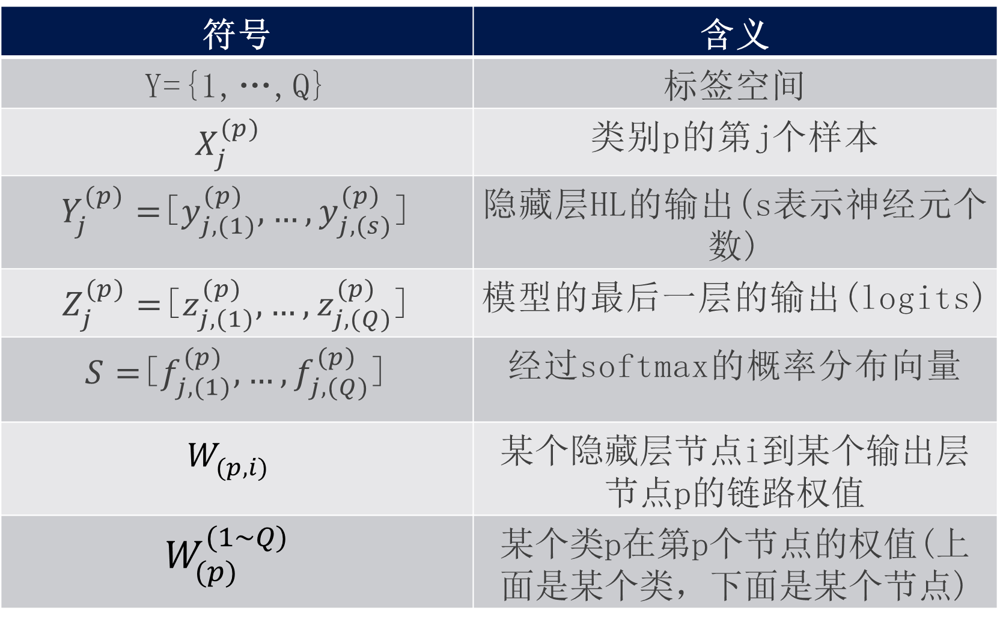 符号 含义
Y={1,…,Q} 标签空间
X_j^{(p)} 类别p的第j个样本
Y_j^{(p)} =[y_{j,(1)}^{(p)},…,y_{j,(s)}^{(p)}] 隐藏层HL的输出(s表示神经元个
数)
Z_j^{(p)} =[z_{j,(1)}^{(p)},…,z_{j,(Q)}^{(p)}] 模型的最后一层的输出(logits)
S =[f_{j,(1)}^{(p)},…,f_{j,(Q)}^{(p)}] 经过softmax的概率分布向量
W_{(p,i)} 某个隐藏层节点i到某个输出层
节点p的链路权值
W_{(p)}^{(1~Q)} 某个类p在第p个节点的权值(上
面是某个类，下面是某个节点)